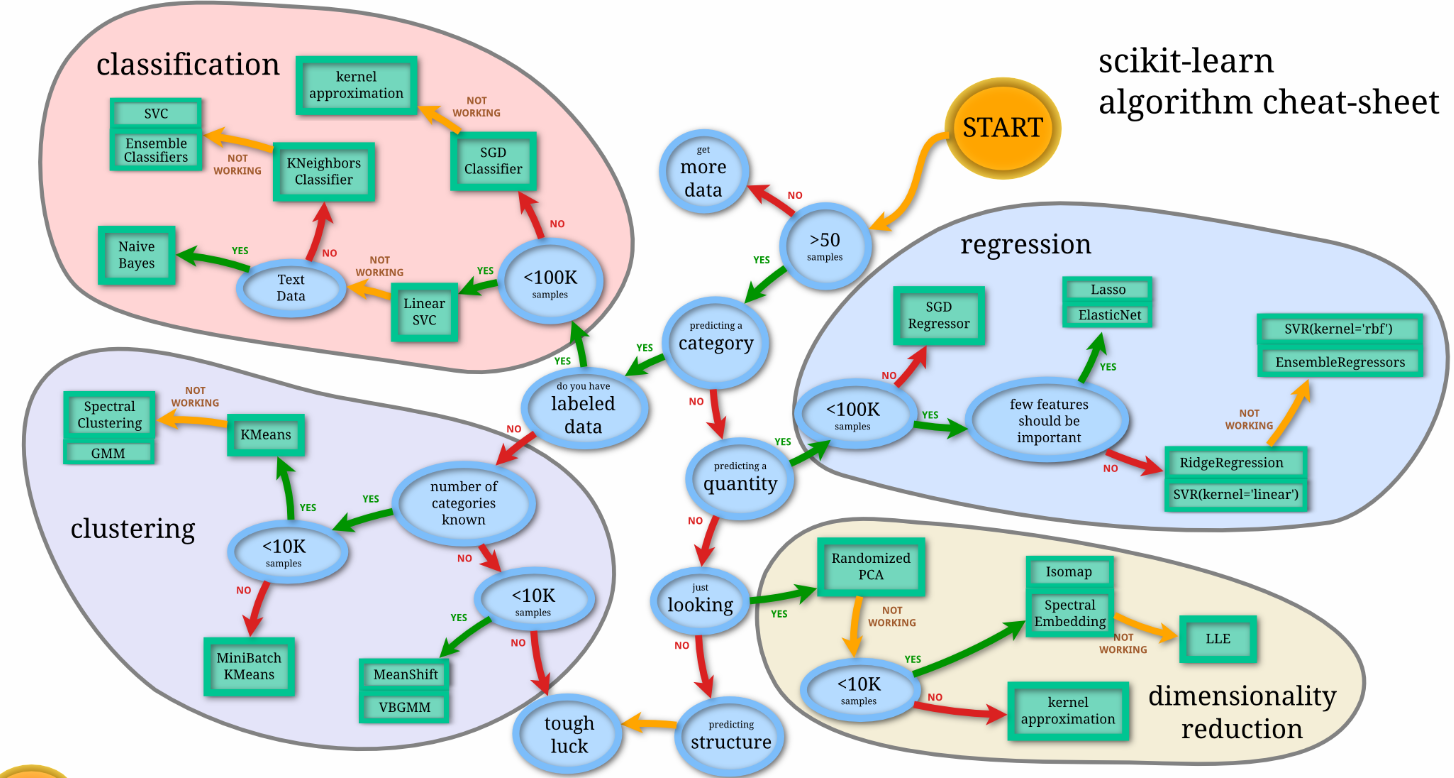 scikit-learn
algorithm cheat-sheet
START
classification
kernel
approximation
NOT
WORKING
SVC
Ensemble
Classifiers
NOT
WORKING
KNeighbors
Classifier
SGD
Classifier
NO
Naive
Bayes
YES
Text
Data
NO
NOT
WORKING
Linear
SVC
YES
<100K
samples
get
more
data
NO
>50
samples
YES
predicting a
category
YES
NO
do you have
labeled
data
YES
NO
predicting a
quantity
YES
NO
just
looking
YES
NO
predicting
structure
tough
luck
regression
SGD
Regressor
NO
<100K
samples
YES
Lasso
ElasticNet
YES
few features
should be
important
NO
RidgeRegression
SVR(kernel='linear')
NOT
WORKING
SVR(kernel='rbf')
EnsembleRegressors
clustering
Spectral
Clustering
GMM
NOT
WORKING
KMeans
YES
<10K
samples
NO
MiniBatch
KMeans
YES
number of
categories
known
NO
<10K
samples
YES
NO
MeanShift
VBGMM
Randomized
PCA
NOT
WORKING
<10K
samples
YES
NO
Isomap
Spectral
Embedding
NOT
WORKING
LLE
kernel
approximation
dimensionality
reduction